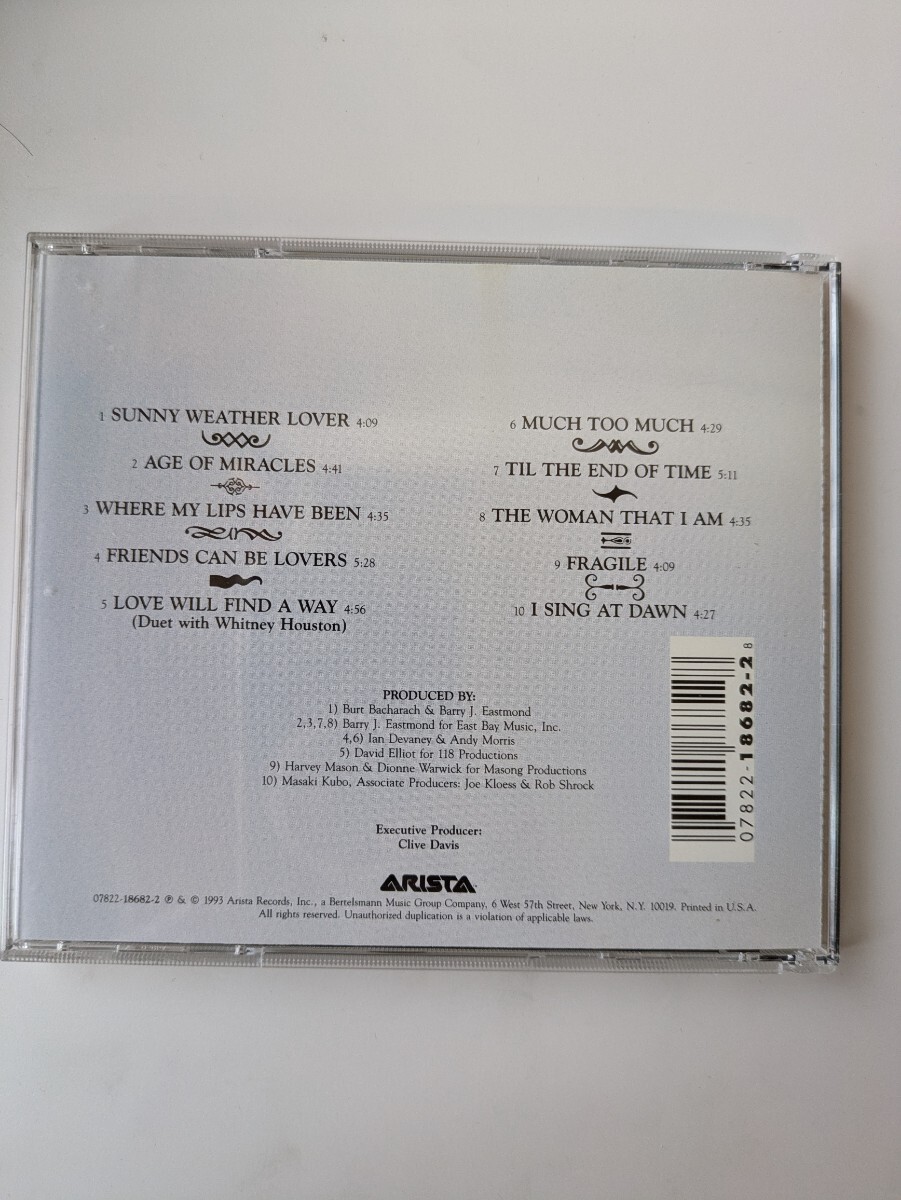 1 SUNNY WEATHER LOVER 4:09
2 AGE OF MIRACLES 4:41
3 WHERE MY LIPS HAVE BEEN 4:35
4 FRIENDS CAN BE LOVERS 5:28
5 LOVE WILL FIND A WAY 4:56
(Duet with Whitney Houston)
6 MUCH TOO MUCH 4:29
7 TIL THE END OF TIME 5:11
8 THE WOMAN THAT I AM 4:35
9 FRAGILE 4:09
10 I SING AT DAWN 4:27
PRODUCED BY:
1) Burt Bacharach & Barry J. Eastmond
2,3,7,8) Barry J. Eastmond for East Bay Music, Inc.
4,6) Ian Devaney & Andy Morris
5) David Elliot for 118 Productions
9) Harvey Mason & Dionne Warwick for Masong Productions
10) Masaki Kubo, Associate Producers: Joe Kloess & Rob Shrock
Executive Producer:
Clive Davis
07822-18682-2 8
ARISTA
07822-18682-2 ℗ & © 1993 Arista Records, Inc., a Bertelsmann Music Group Company, 6 West 57th Street, New York, N.Y. 10019. Printed in U.S.A.
All rights reserved. Unauthorized duplication is a violation of applicable laws.